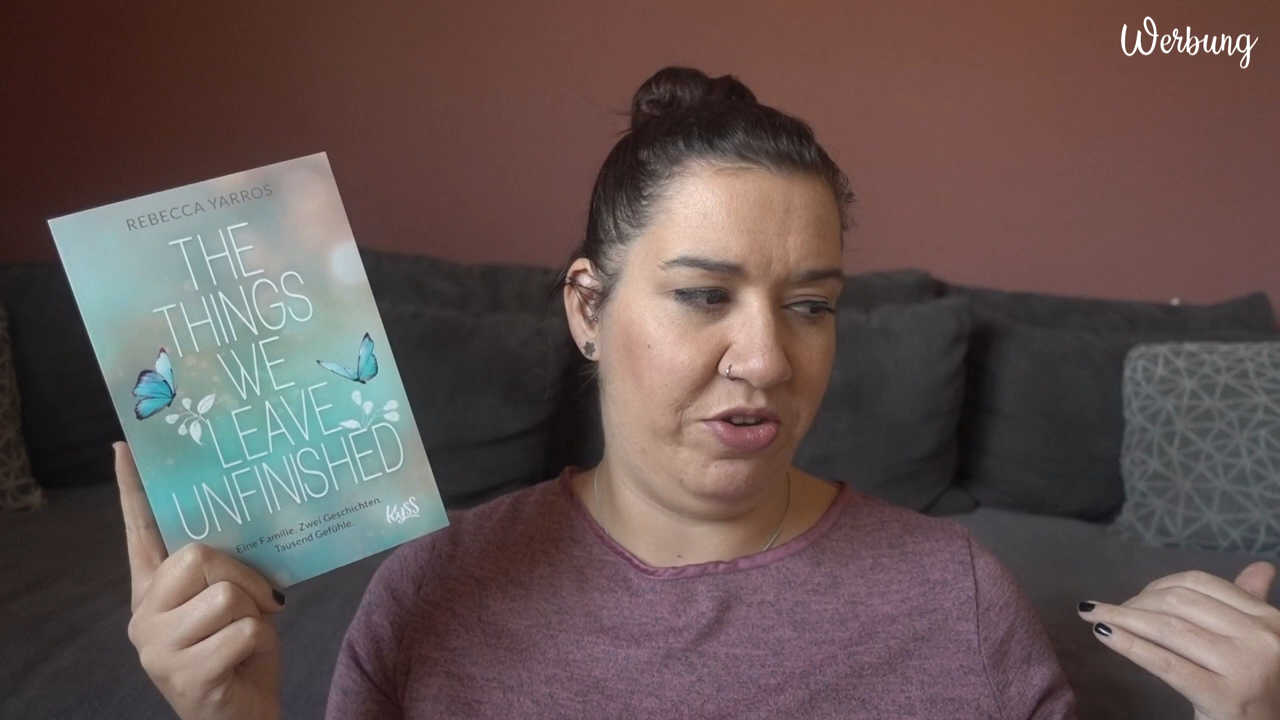 Werbung
REBECCA YARROS
THE
THINGS
WE
LEAVE
UNFINISHED
Eine Familie. Zwei Geschichten.
Tausend Gefühle.
KYSS